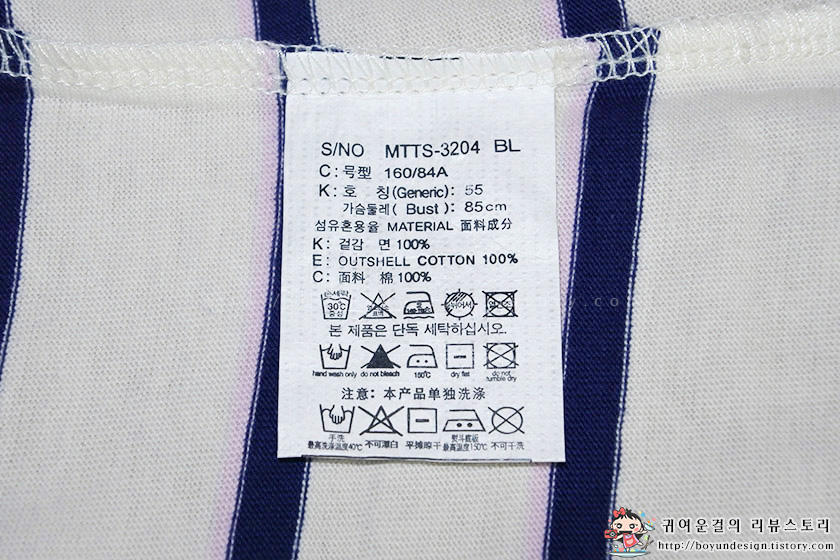 S/NO MTTS-3204 BL
C: 号型 160/84A
K: 호 칭(Generic): 55
가슴둘레( Bust ): 85cm
섬유혼용율 MATERIAL 面料成分
K: 겉감 면 100%
E: OUTSHELL COTTON 100%
C: 面料 棉 100%
30℃ 중성
본 제품은 단독 세탁하십시오.
hand wash only do not bleach 150℃ dry flat do not tumble dry
注意: 本产品单独洗涤
手洗 最高洗涤温度40℃ 不可漂白 平摊晾干 熨斗底板 最高温度150℃ 不可干洗
귀여운걸의 리뷰스토리
http://boyundesign.tistory.com